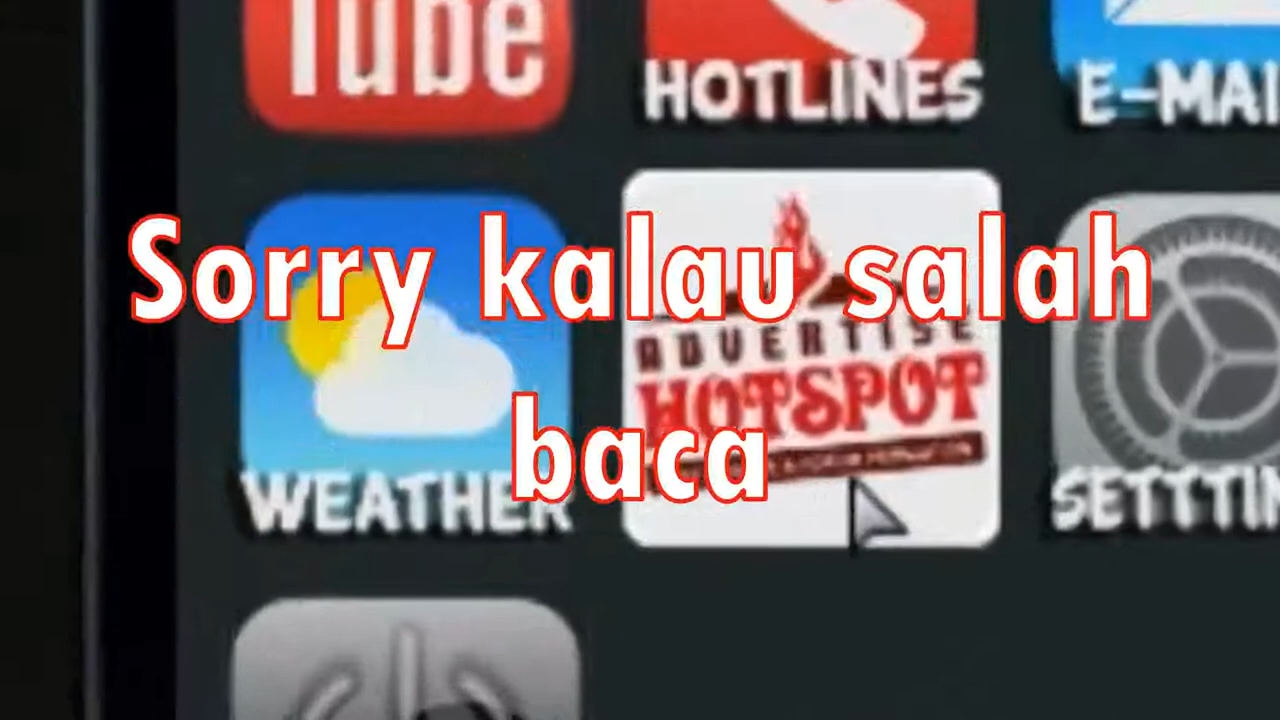 Tube
HOTLINES
E-MAI
Sorry kalau salah
baca
ADVERTISE
HOTSPOT
WEATHER
SETTTIN